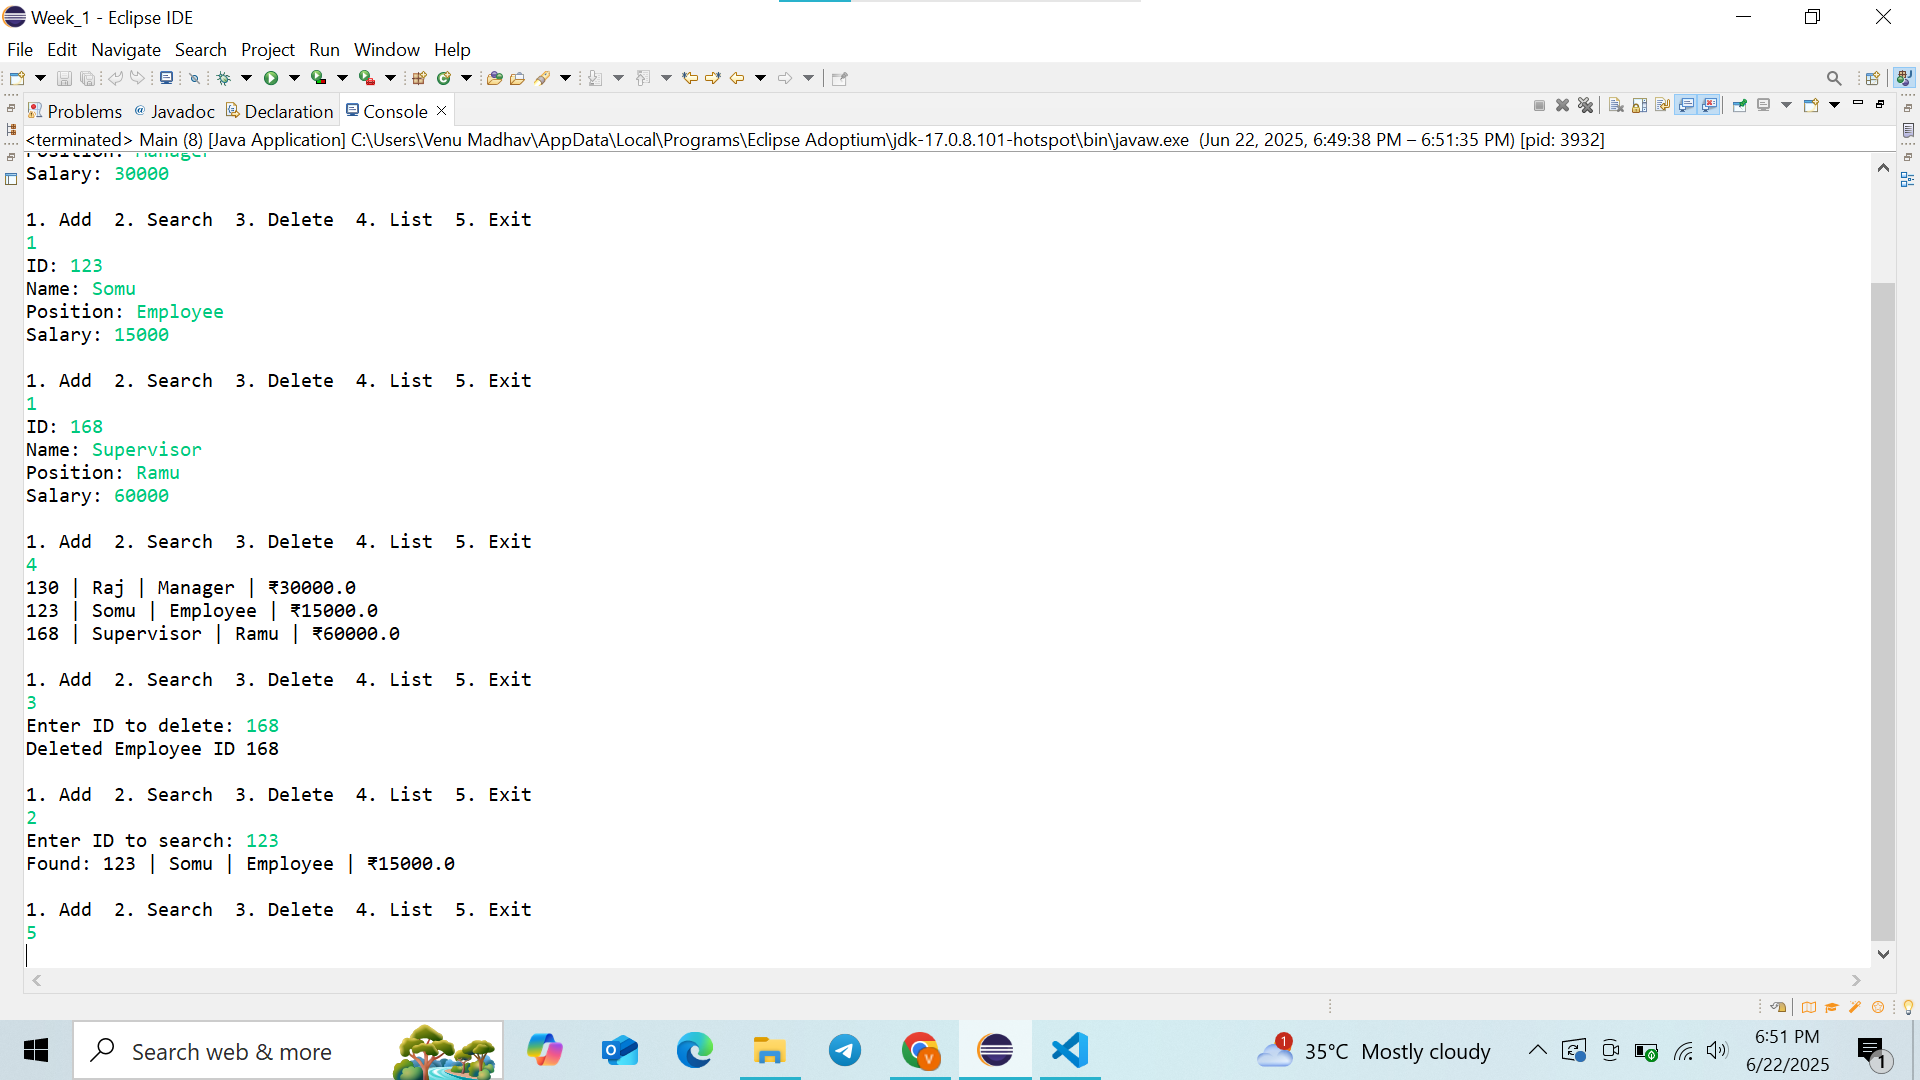 Week_1 - Eclipse IDE
File Edit Navigate Search Project Run Window Help
Problems @ Javadoc Declaration Console
<terminated> Main (8) [Java Application] C:\Users\Venu Madhav\AppData\Local\Programs\Eclipse Adoptium\jdk-17.0.8.101-hotspot\bin\javaw.exe (Jun 22, 2025, 6:49:38 PM – 6:51:35 PM) [pid: 3932]
Position: Manager
Salary: 30000
1. Add 2. Search 3. Delete 4. List 5. Exit
1
ID: 123
Name: Somu
Position: Employee
Salary: 15000
1. Add 2. Search 3. Delete 4. List 5. Exit
1
ID: 168
Name: Supervisor
Position: Ramu
Salary: 60000
1. Add 2. Search 3. Delete 4. List 5. Exit
4
130 | Raj | Manager | ₹30000.0
123 | Somu | Employee | ₹15000.0
168 | Supervisor | Ramu | ₹60000.0
1. Add 2. Search 3. Delete 4. List 5. Exit
3
Enter ID to delete: 168
Deleted Employee ID 168
1. Add 2. Search 3. Delete 4. List 5. Exit
2
Enter ID to search: 123
Found: 123 | Somu | Employee | ₹15000.0
1. Add 2. Search 3. Delete 4. List 5. Exit
5
Search web & more
1
35°C Mostly cloudy
6:51 PM
6/22/2025
1